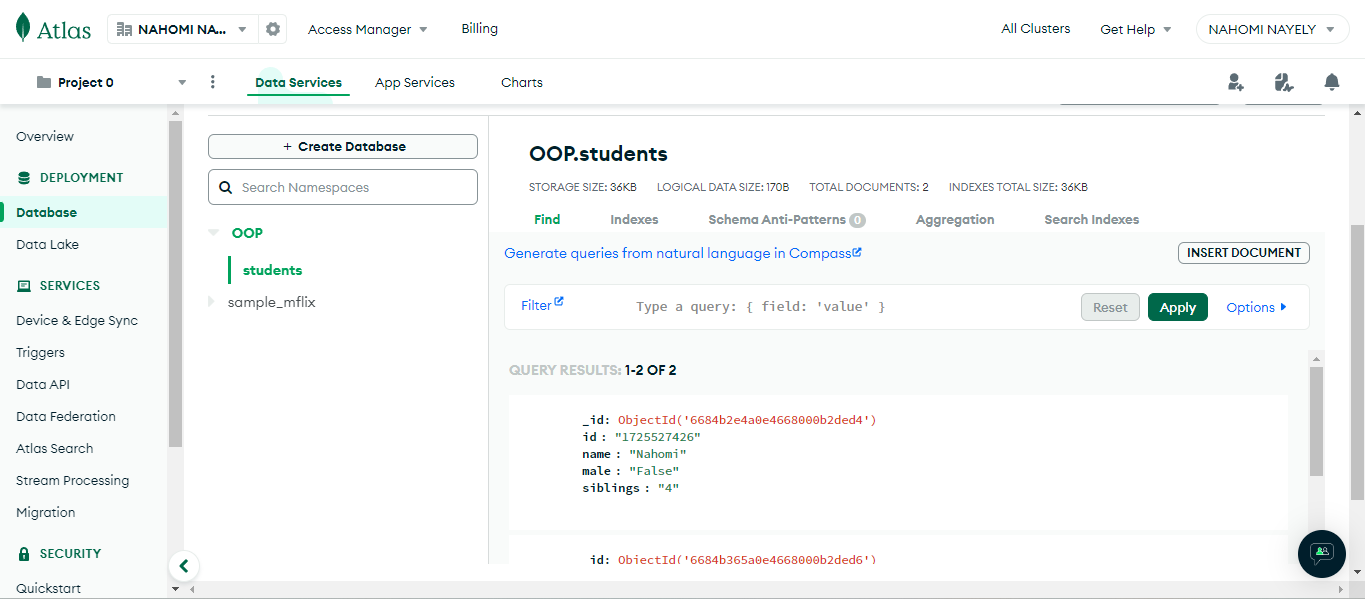 Atlas
NAHOMI NA...
Access Manager
Billing
All Clusters
Get Help
NAHOMI NAYELY
Project 0
Data Services
App Services
Charts
Overview
DEPLOYMENT
Database
Data Lake
SERVICES
Device & Edge Sync
Triggers
Data API
Data Federation
Atlas Search
Stream Processing
Migration
SECURITY
Quickstart
+ Create Database
Search Namespaces
OOP
students
sample_mflix
OOP.students
STORAGE SIZE: 36KB LOGICAL DATA SIZE: 170B TOTAL DOCUMENTS: 2 INDEXES TOTAL SIZE: 36KB
Find Indexes Schema Anti-Patterns 0 Aggregation Search Indexes
Generate queries from natural language in Compass
INSERT DOCUMENT
Filter
Type a query: { field: 'value' }
Reset
Apply
Options
QUERY RESULTS: 1-2 OF 2
_id: ObjectId('6684b2e4a0e4668000b2ded4')
id : "1725527426"
name : "Nahomi"
male : "False"
siblings : "4"
_id: ObjectId('6684b365a0e4668000b2ded6')